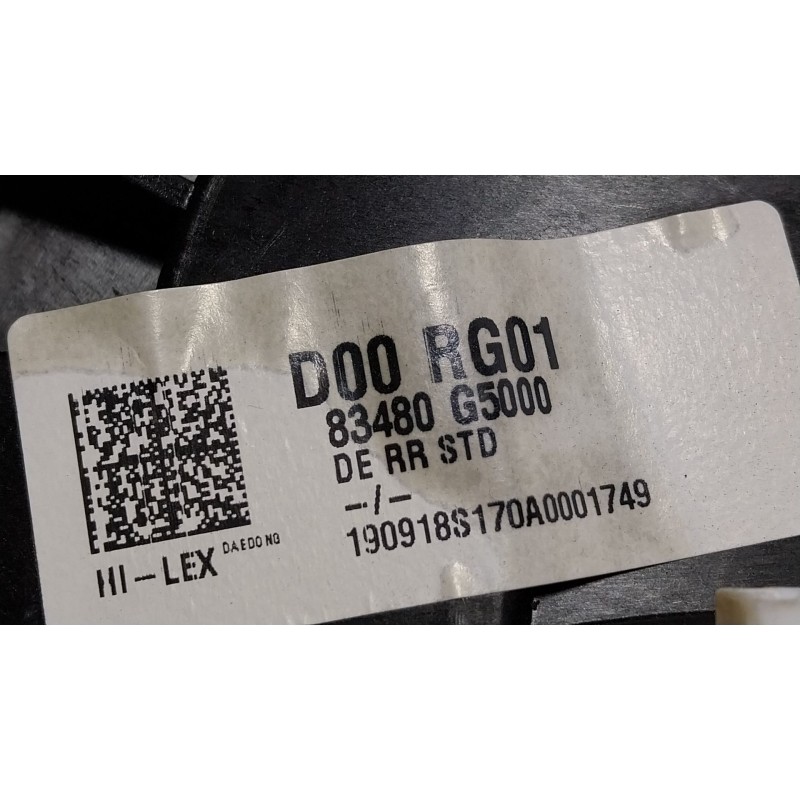 D00 RG01
83480 G5000
DE RR STD
-/-
190918S170A0001749
HI-LEX DAEDONG